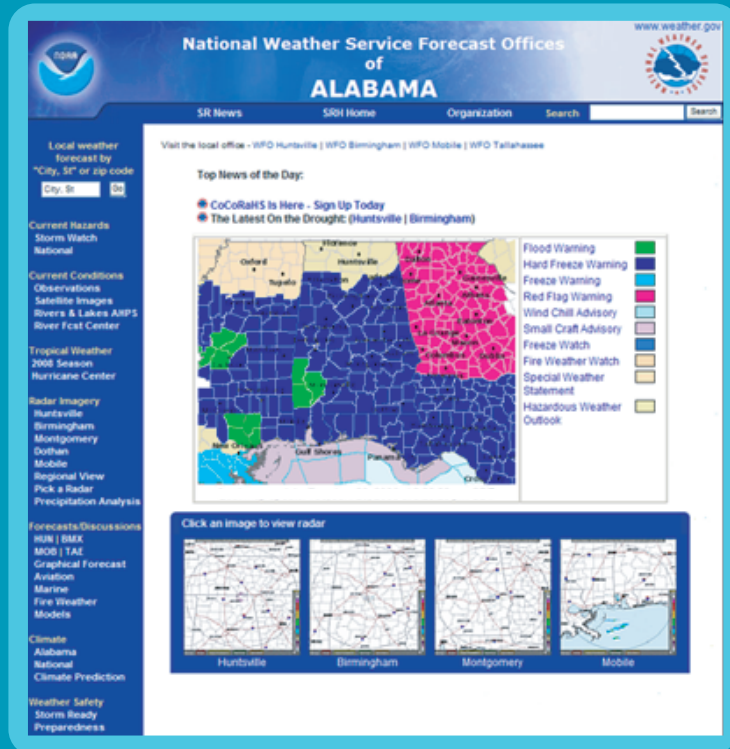 www.weather.gov
NOAA
National Weather Service Forecast Offices
of
ALABAMA
SR News SRH Home Organization Search Search
Local weather
forecast by
"City, St" or zip code
City, St Go
Current Hazards
Storm Watch
National
Current Conditions
Observations
Satellite Images
Rivers & Lakes AHPS
River Fcst Center
Tropical Weather
2008 Season
Hurricane Center
Radar Imagery
Huntsville
Birmingham
Montgomery
Dothan
Mobile
Regional View
Pick a Radar
Precipitation Analysis
Forecasts/Discussions
HUN | BMX
MOB | TAE
Graphical Forecast
Aviation
Marine
Fire Weather
Models
Climate
Alabama
National
Climate Prediction
Weather Safety
Storm Ready
Preparedness
Visit the local office - WFO Huntsville | WFO Birmingham | WFO Mobile | WFO Tallahassee
Top News of the Day:
CoCoRaHS Is Here - Sign Up Today
The Latest On the Drought: (Huntsville | Birmingham)
Florence
Oxford
Huntsville
Tupelo
New Orleans
Gulf Shores
Panama
Flood Warning
Hard Freeze Warning
Freeze Warning
Red Flag Warning
Wind Chill Advisory
Small Craft Advisory
Freeze Watch
Fire Weather Watch
Special Weather
Statement
Hazardous Weather
Outlook
Click an image to view radar
Huntsville Birmingham Montgomery Mobile